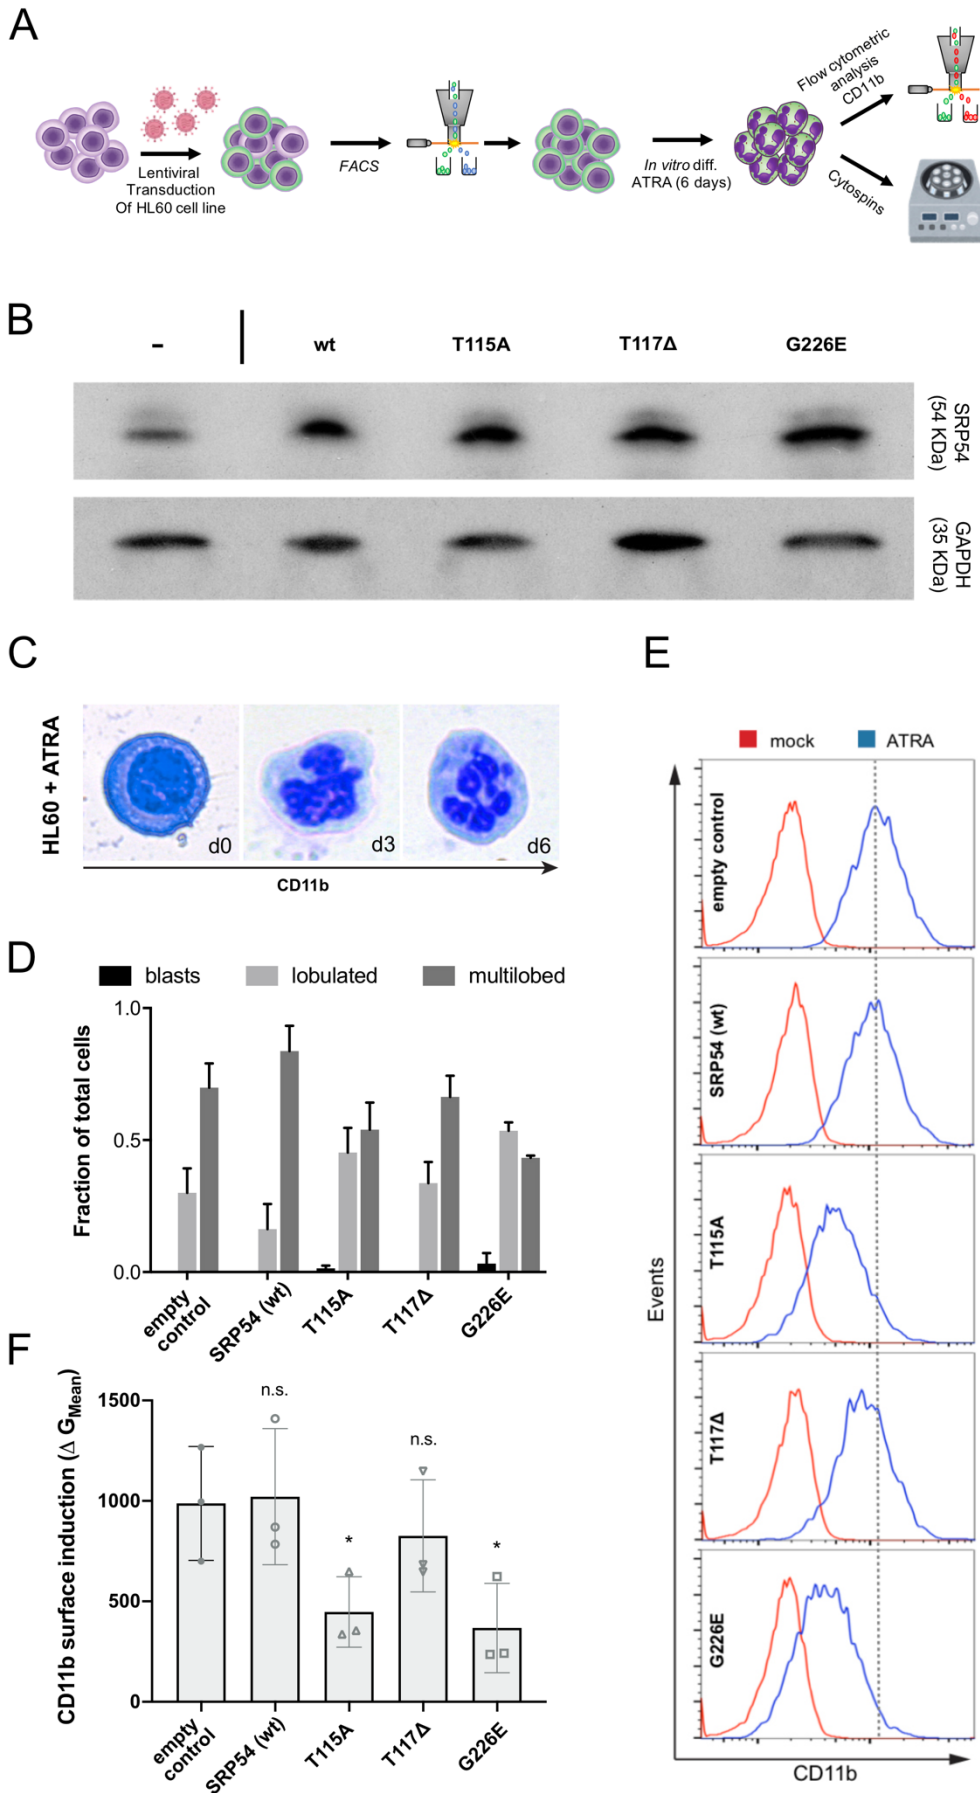 A
Lentiviral
Transduction
Of HL60 cell line
FACS
In vitro diff.
ATRA (6 days)
Flow cytometric
analysis
CD11b
Cytospins
B
–
wt
T115A
T117Δ
G226E
SRP54
(54 KDa)
GAPDH
(35 KDa)
C
HL60 + ATRA
d0
d3
d6
CD11b
D
blasts
lobulated
multilobed
Fraction of total cells
1.0
0.5
0.0
empty
control
SRP54 (wt)
T115A
T117Δ
G226E
F
CD11b surface induction (Δ GMean)
1500
1000
500
0
n.s.
*
n.s.
*
empty
control
SRP54 (wt)
T115A
T117Δ
G226E
E
mock
ATRA
Events
empty control
SRP54 (wt)
T115A
T117Δ
G226E
CD11b